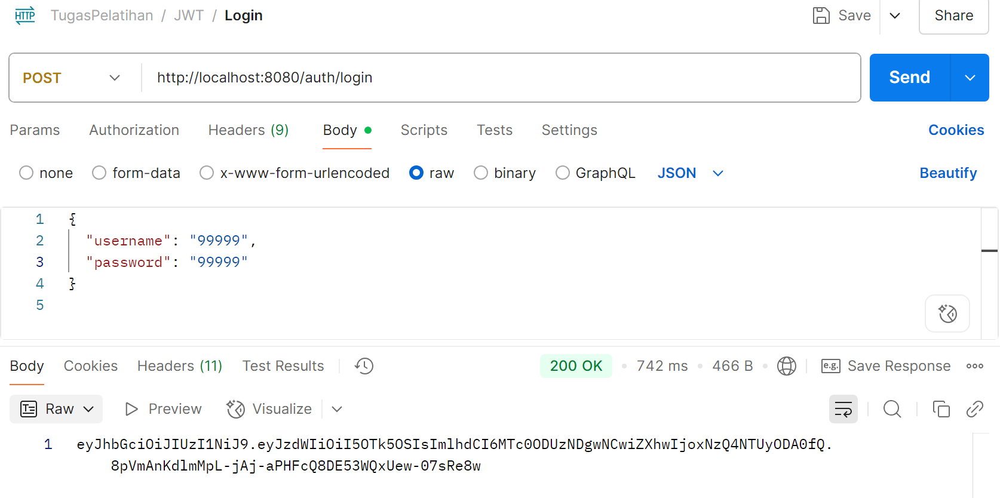 HTTP TugasPelatihan / JWT / Login Save Share
POST http://localhost:8080/auth/login Send
Params Authorization Headers (9) Body Scripts Tests Settings Cookies
none form-data x-www-form-urlencoded raw binary GraphQL JSON Beautify
1 {
2 "username": "99999",
3 "password": "99999"
4 }
5
Body Cookies Headers (11) Test Results 200 OK 742 ms 466 B e.g. Save Response
Raw Preview Visualize
1 eyJhbGciOiJIUzI1NiJ9.eyJzdWIiOiI5OTk5OSIsImlhdCI6MTc0ODUzNDgwNCwiZXhwIjoxNzQ4NTUyODA0fQ.
8pVmAnKdlmMpL-jAj-aPHFcQ8DE53WQxUew-07sRe8w